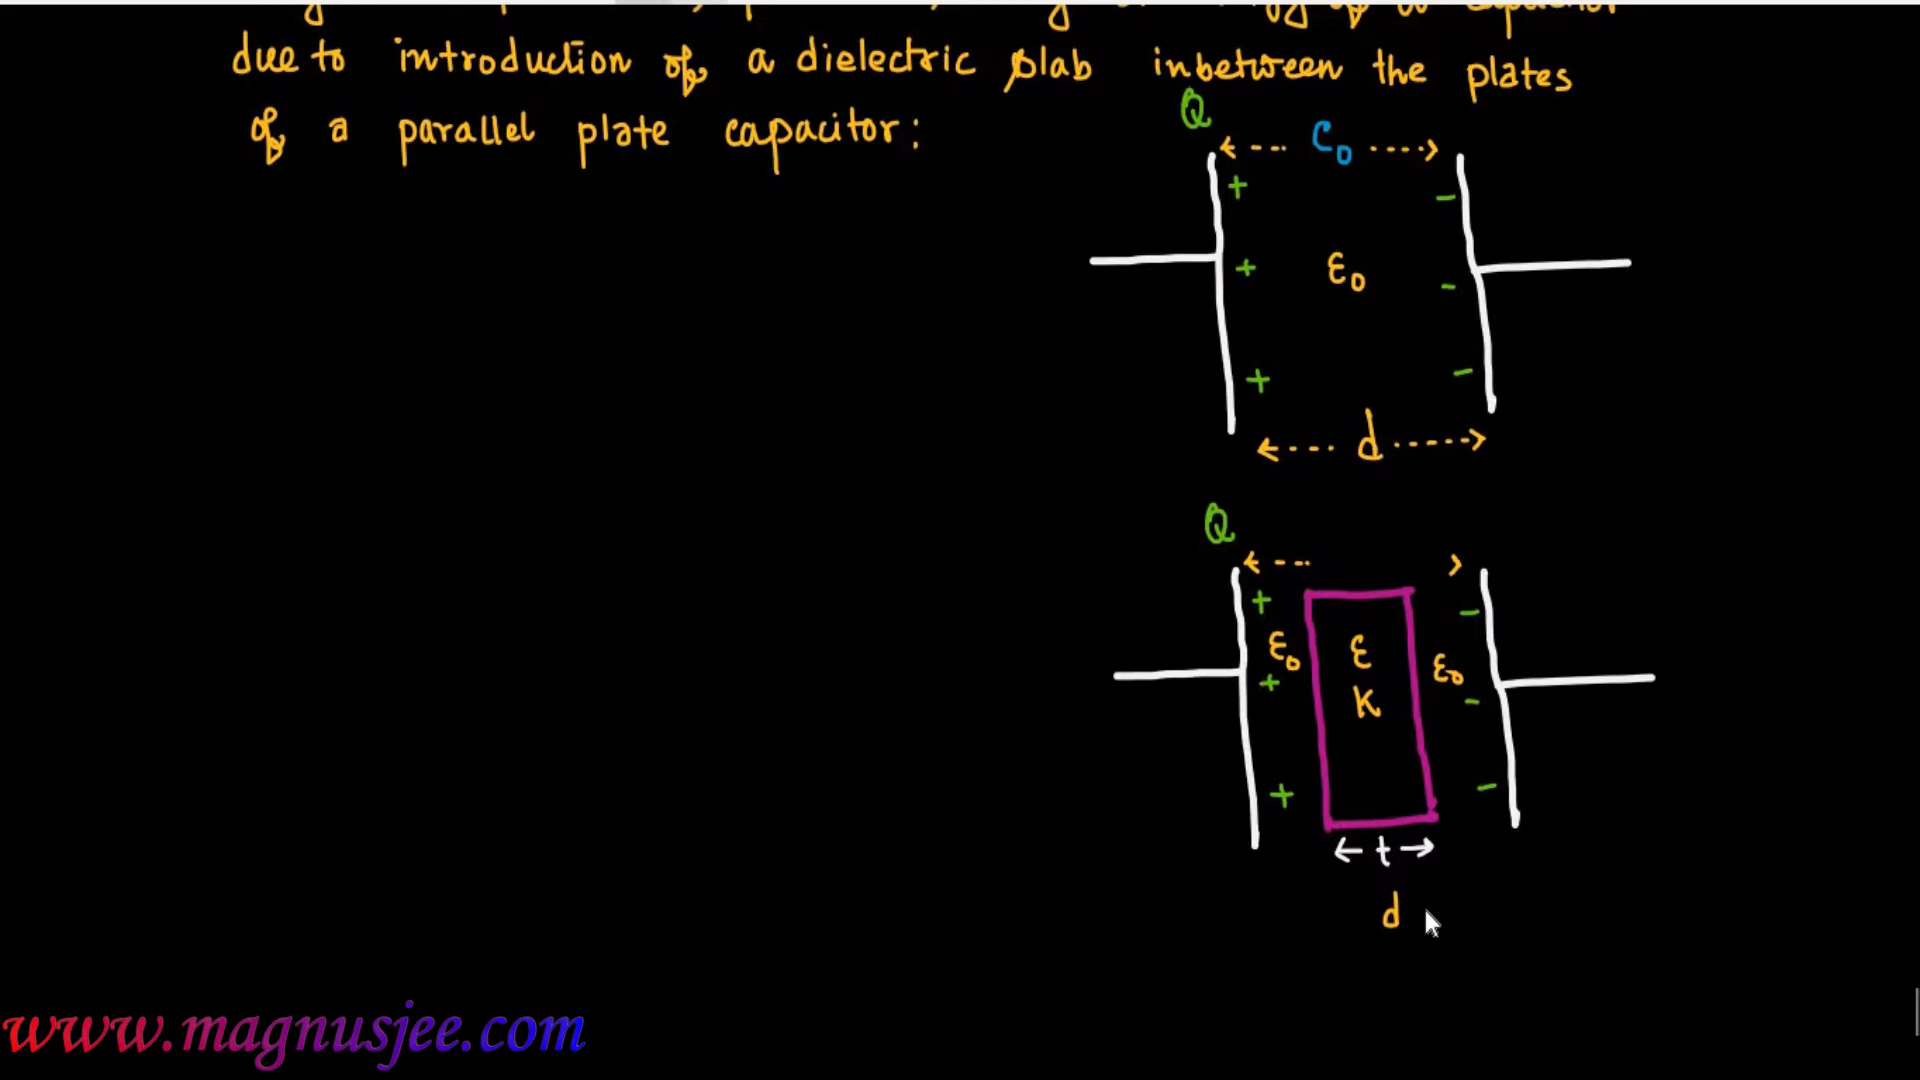 due to introduction of a dielectric slab inbetween the plates
of a parallel plate capacitor:
Q
C0
+ -
+ ε0 -
+ -
d
Q
+ -
ε0 ε ε0
+ K -
+ -
t
d
www.magnusjee.com